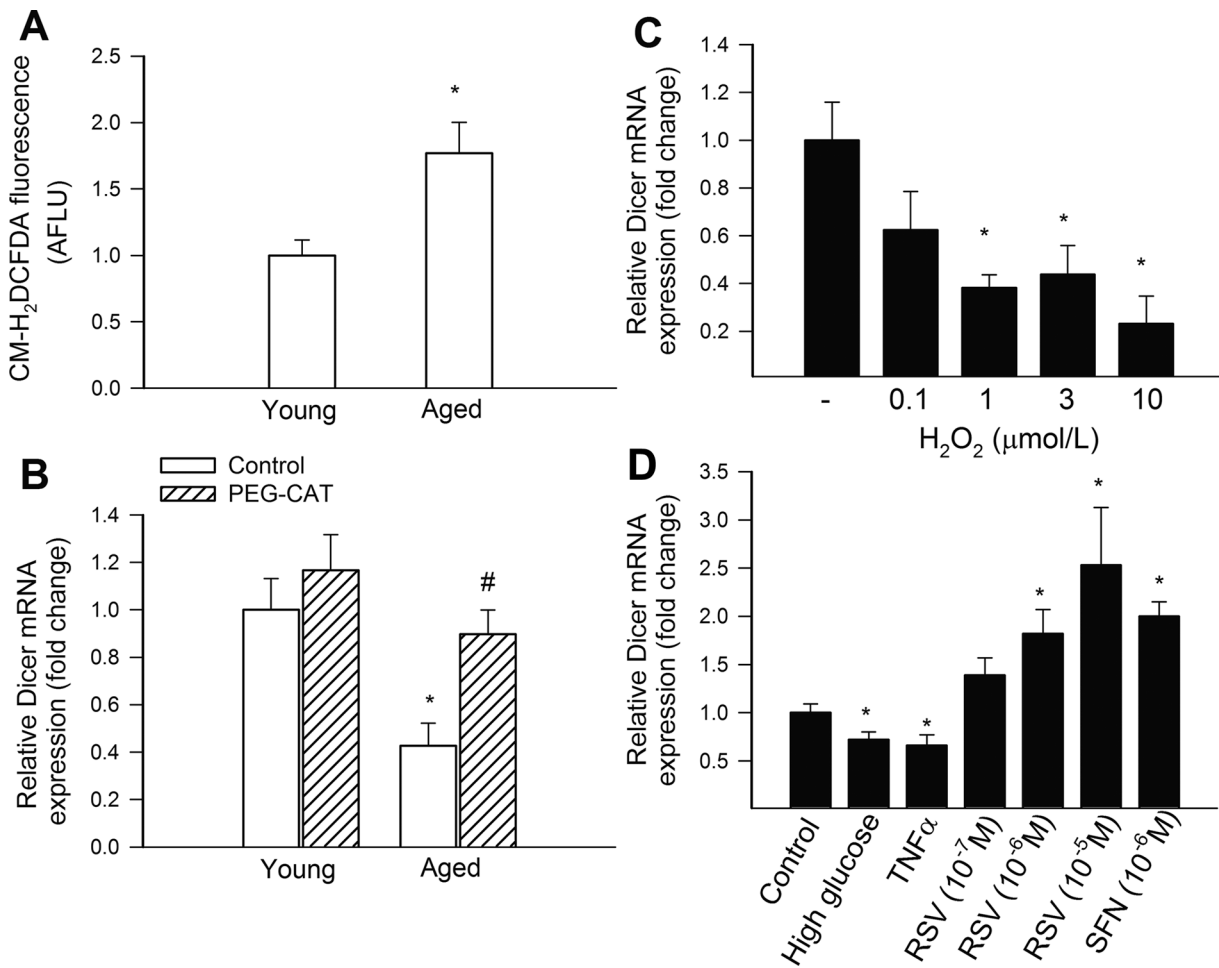 A
CM-H₂DCFDA fluorescence
(AFLU)
2.5
2.0
1.5
1.0
0.5
0.0
*
Young
Aged
B
Control
PEG-CAT
Relative Dicer mRNA
expression (fold change)
1.4
1.2
1.0
0.8
0.6
0.4
0.2
0.0
*
#
Young
Aged
C
Relative Dicer mRNA
expression (fold change)
1.4
1.2
1.0
0.8
0.6
0.4
0.2
*
*
*
-
0.1
1
3
10
H₂O₂ (μmol/L)
D
Relative Dicer mRNA
expression (fold change)
3.5
3.0
2.5
2.0
1.5
1.0
0.5
*
*
*
*
*
Control
High glucose
TNFα
RSV (10⁻⁷M)
RSV (10⁻⁶M)
RSV (10⁻⁵M)
SFN (10⁻⁶M)